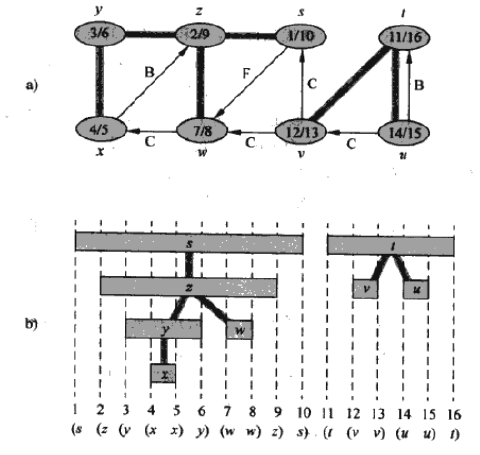 y z s t
3/6 2/9 1/10 11/16
B F C B
a)
4/5 7/8 12/13 14/15
C C C
x w v u
s t
z v u
b) y w
x
1 2 3 4 5 6 7 8 9 10 11 12 13 14 15 16
(s (z (y (x x) y) (w w) z) s) (t (v v) (u u) t)